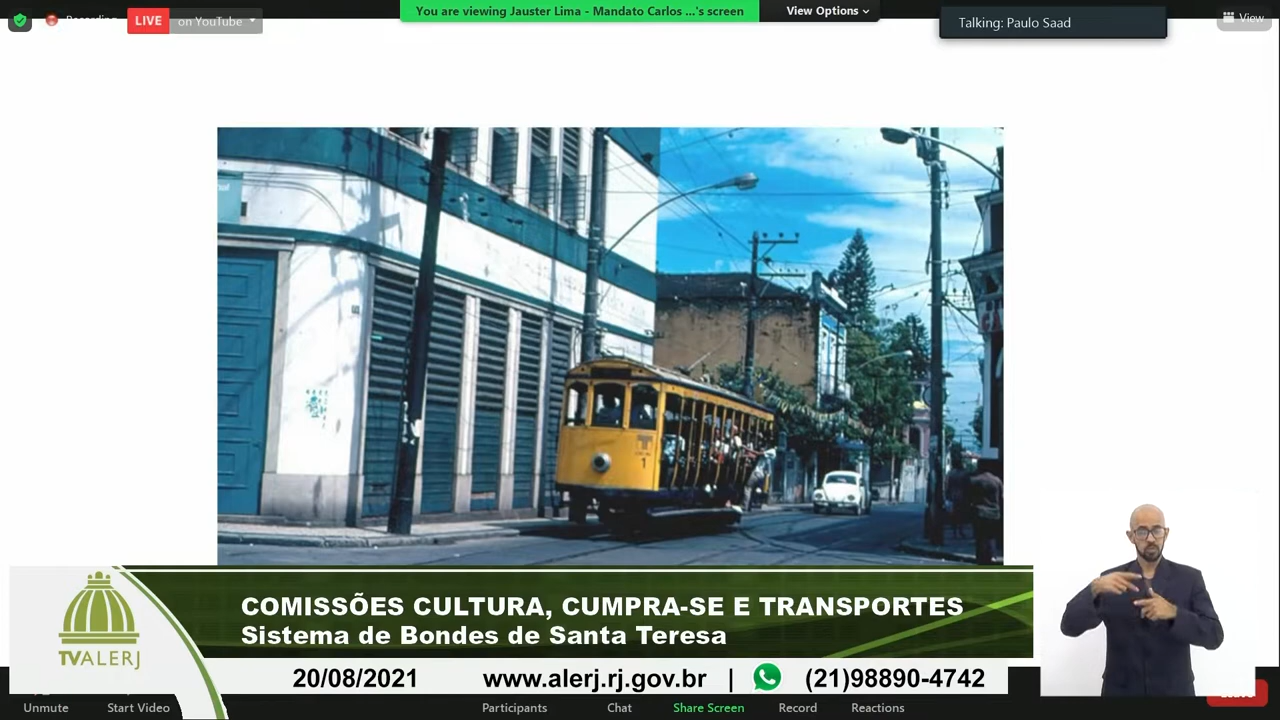 Recording
LIVE on YouTube
You are viewing Jauster Lima - Mandato Carlos ...'s screen
View Options
Talking: Paulo Saad
View
1
COMISSÕES CULTURA, CUMPRA-SE E TRANSPORTES
Sistema de Bondes de Santa Teresa
TVALERJ
20/08/2021 www.alerj.rj.gov.br | (21)98890-4742
Unmute
Start Video
Participants
Chat
Share Screen
Record
Reactions